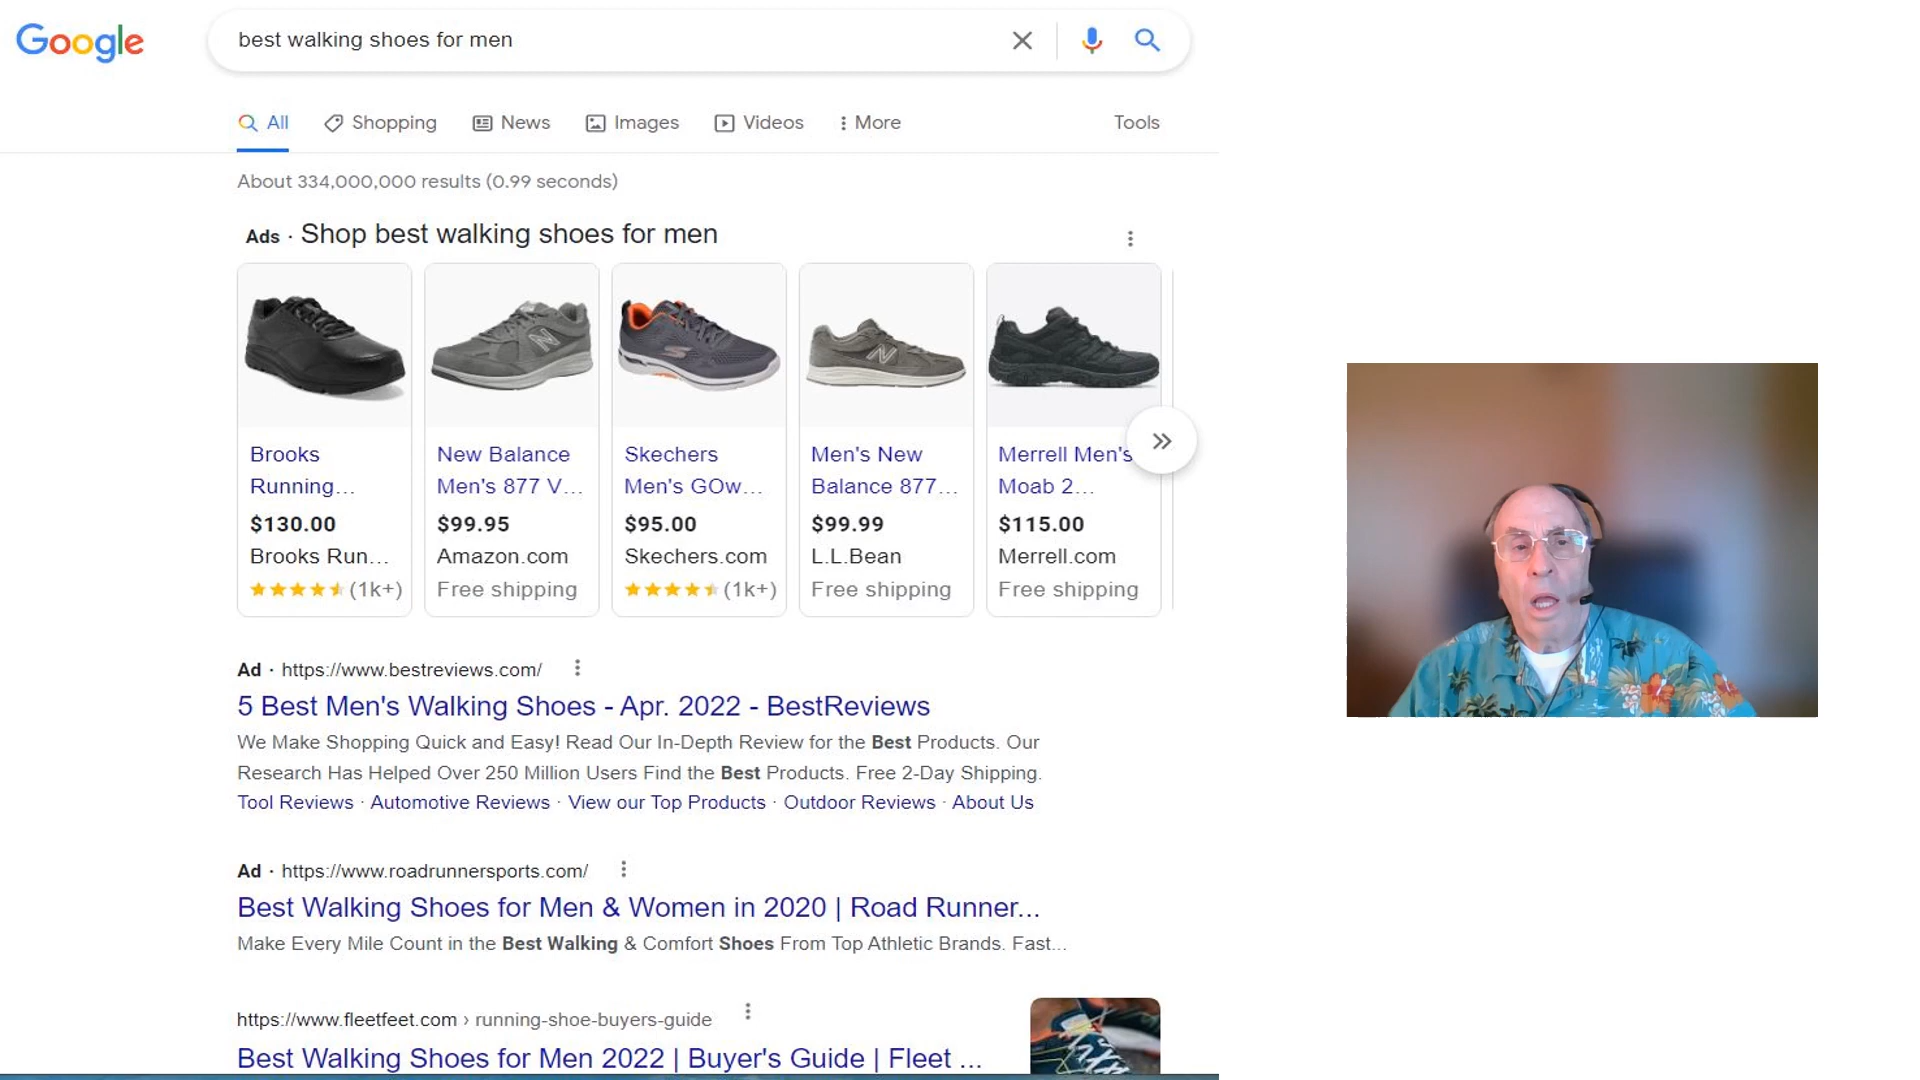 Google
best walking shoes for men
All
Shopping
News
Images
Videos
More
Tools
About 334,000,000 results (0.99 seconds)
Ads · Shop best walking shoes for men
Brooks
Running...
$130.00
Brooks Run...
(1k+)
New Balance
Men's 877 V...
$99.95
Amazon.com
Free shipping
Skechers
Men's GOw...
$95.00
Skechers.com
(1k+)
Men's New
Balance 877...
$99.99
L.L.Bean
Free shipping
Merrell Men's
Moab 2...
$115.00
Merrell.com
Free shipping
Ad · https://www.bestreviews.com/
5 Best Men's Walking Shoes - Apr. 2022 - BestReviews
We Make Shopping Quick and Easy! Read Our In-Depth Review for the Best Products. Our
Research Has Helped Over 250 Million Users Find the Best Products. Free 2-Day Shipping.
Tool Reviews · Automotive Reviews · View our Top Products · Outdoor Reviews · About Us
Ad · https://www.roadrunnersports.com/
Best Walking Shoes for Men & Women in 2020 | Road Runner...
Make Every Mile Count in the Best Walking & Comfort Shoes From Top Athletic Brands. Fast...
https://www.fleetfeet.com › running-shoe-buyers-guide
Best Walking Shoes for Men 2022 | Buyer's Guide | Fleet ...